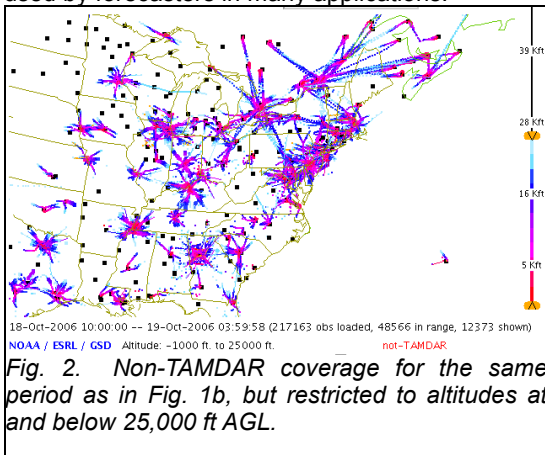 used by forecasters in many applications.
39 Kft
28 Kft
16 Kft
5 Kft
18-Oct-2006 10:00:00 -- 19-Oct-2006 03:59:58 (217163 obs loaded, 48566 in range, 12373 shown)
NOAA / ESRL / GSD Altitude: -1000 ft. to 25000 ft. not-TAMDAR
Fig. 2. Non-TAMDAR coverage for the same
period as in Fig. 1b, but restricted to altitudes at
and below 25,000 ft AGL.